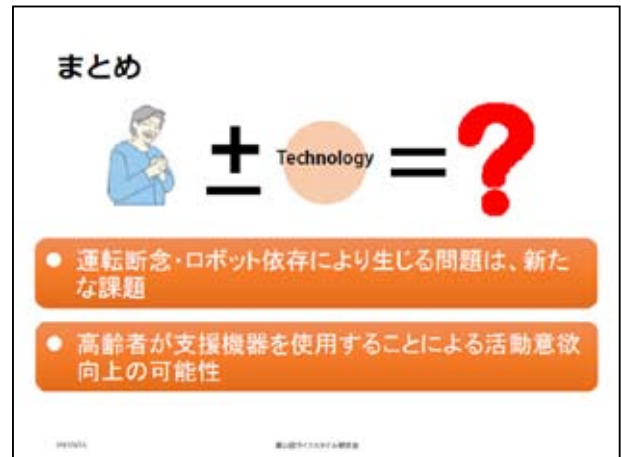 まとめ
Technology
● 運転断念・ロボット依存により生じる問題は、新た
な課題
● 高齢者が支援機器を使用することによる活動意欲
向上の可能性